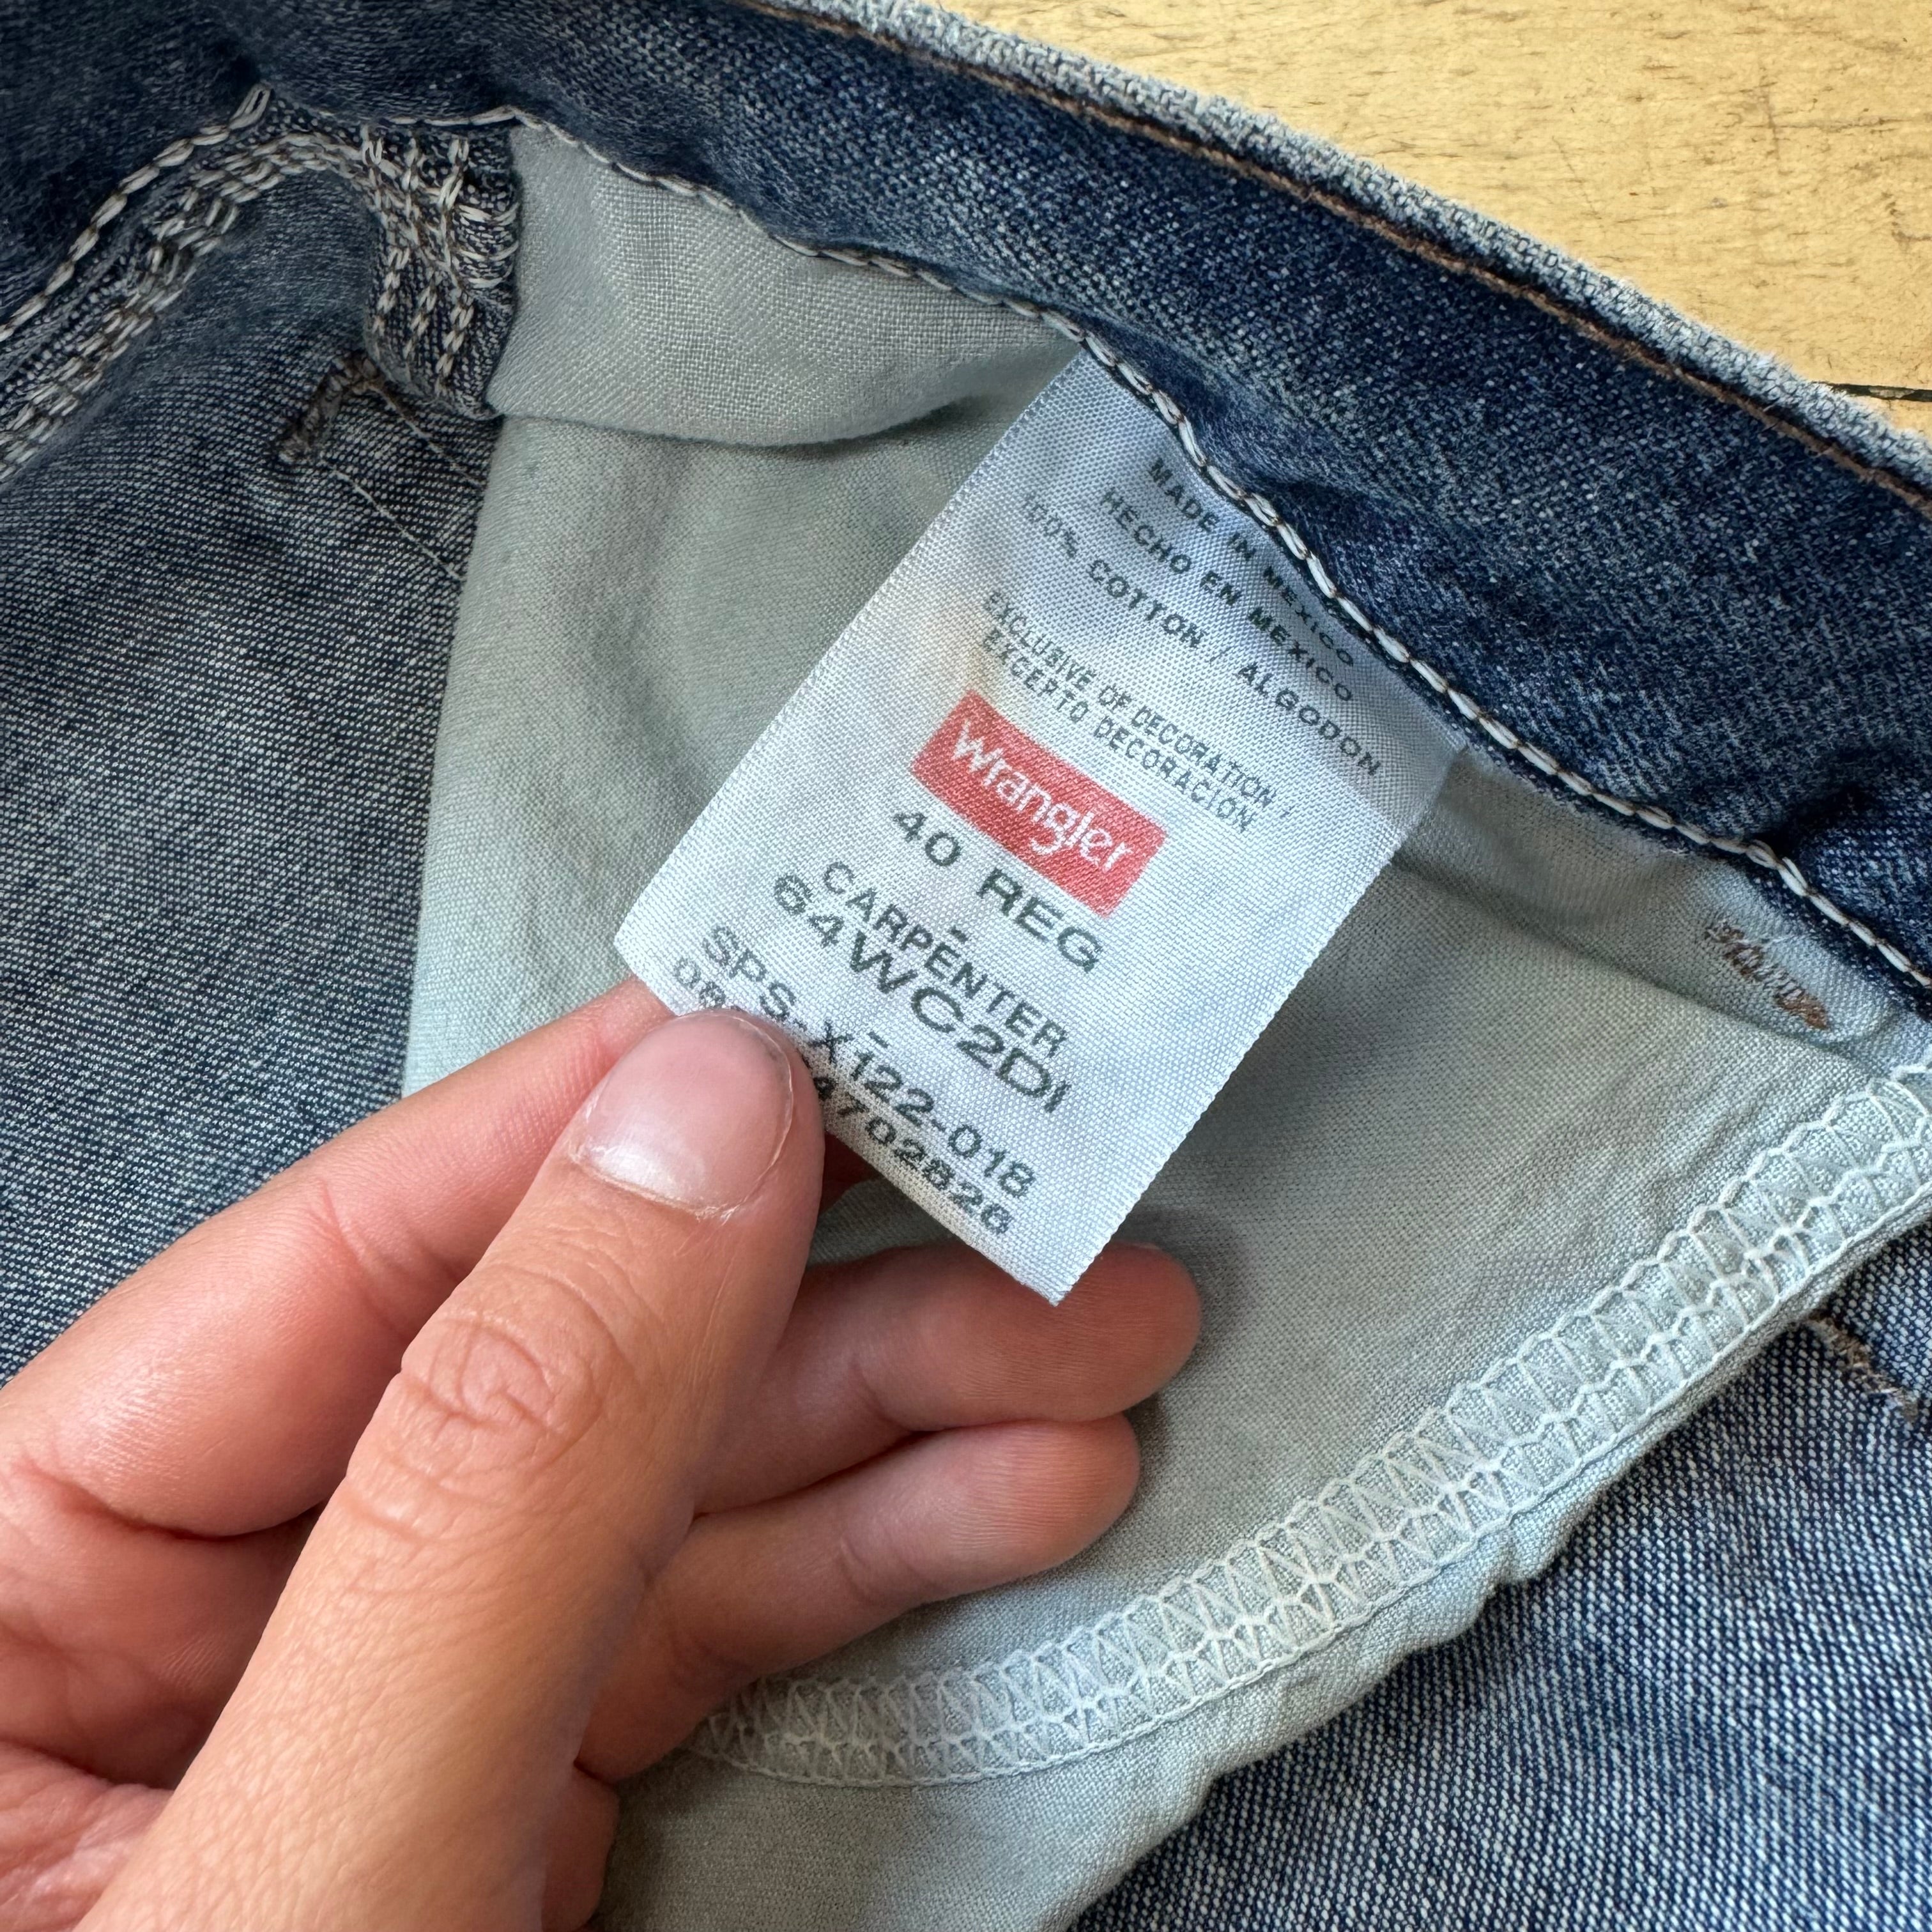 MADE IN MEXICO
HECHO EN MEXICO
100% COTTON / ALGODON
EXCLUSIVE OF DECORATION /
EXCEPTO DECORACION
Wrangler
40 REG
-
CARPENTER
64WC2DI
-
SPS-X122-018
702826